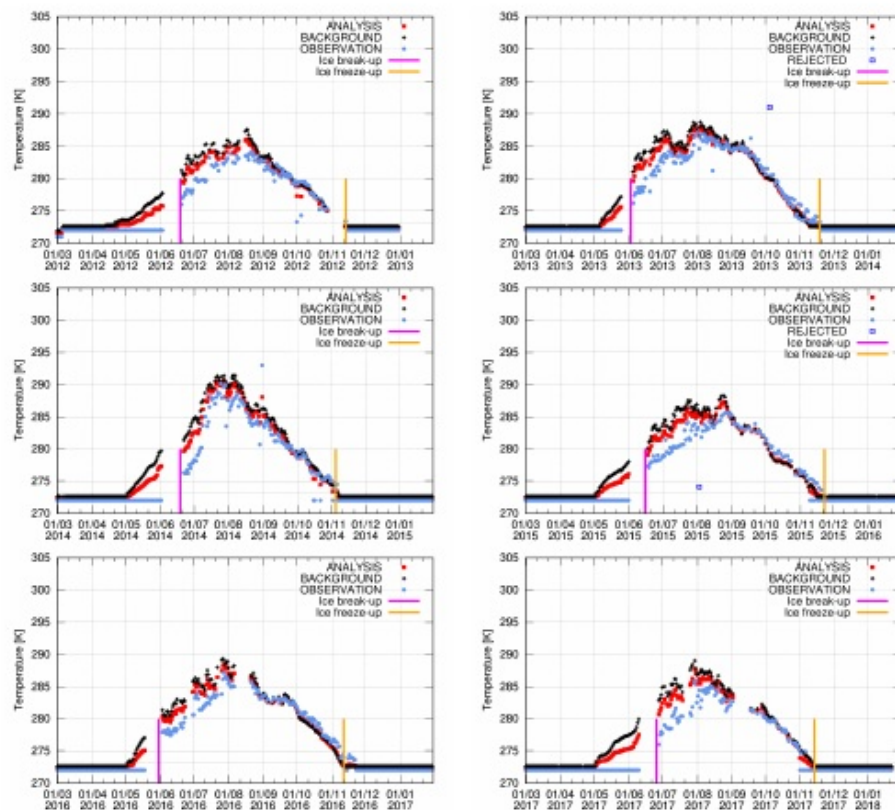 305
300
295
290
285
280
275
270
Temperature [K]
ANALYSIS
BACKGROUND
OBSERVATION
Ice break-up
Ice freeze-up
01/03 01/04 01/05 01/06 01/07 01/08 01/09 01/10 01/11 01/12 01/01
2012 2012 2012 2012 2012 2012 2012 2012 2012 2012 2013
305
300
295
290
285
280
275
270
Temperature [K]
ANALYSIS
BACKGROUND
OBSERVATION
REJECTED
Ice break-up
Ice freeze-up
01/03 01/04 01/05 01/06 01/07 01/08 01/09 01/10 01/11 01/12 01/01
2013 2013 2013 2013 2013 2013 2013 2013 2013 2013 2014
305
300
295
290
285
280
275
270
Temperature [K]
ANALYSIS
BACKGROUND
OBSERVATION
Ice break-up
Ice freeze-up
01/03 01/04 01/05 01/06 01/07 01/08 01/09 01/10 01/11 01/12 01/01
2014 2014 2014 2014 2014 2014 2014 2014 2014 2014 2015
305
300
295
290
285
280
275
270
Temperature [K]
ANALYSIS
BACKGROUND
OBSERVATION
REJECTED
Ice break-up
Ice freeze-up
01/03 01/04 01/05 01/06 01/07 01/08 01/09 01/10 01/11 01/12 01/01
2015 2015 2015 2015 2015 2015 2015 2015 2015 2015 2016
305
300
295
290
285
280
275
270
Temperature [K]
ANALYSIS
BACKGROUND
OBSERVATION
Ice break-up
Ice freeze-up
01/03 01/04 01/05 01/06 01/07 01/08 01/09 01/10 01/11 01/12 01/01
2016 2016 2016 2016 2016 2016 2016 2016 2016 2016 2017
305
300
295
290
285
280
275
270
Temperature [K]
ANALYSIS
BACKGROUND
OBSERVATION
Ice break-up
Ice freeze-up
01/03 01/04 01/05 01/06 01/07 01/08 01/09 01/10 01/11 01/12 01/01
2017 2017 2017 2017 2017 2017 2017 2017 2017 2017